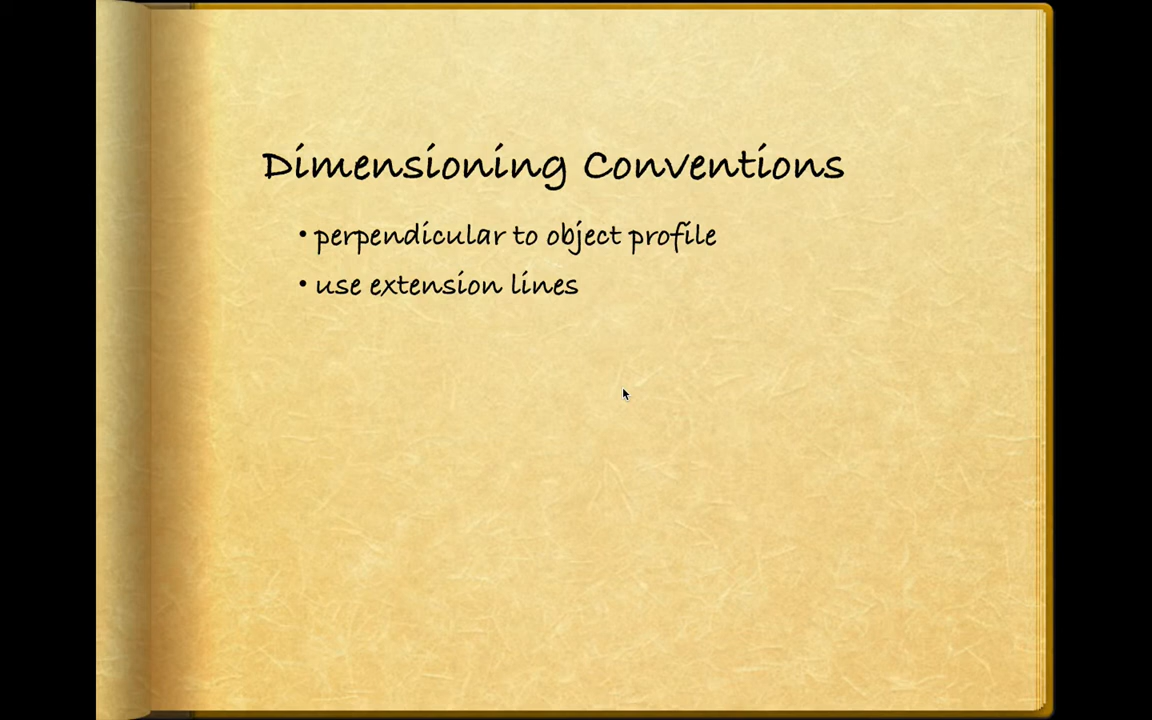 Dimensioning Conventions
• perpendicular to object profile
• use extension lines